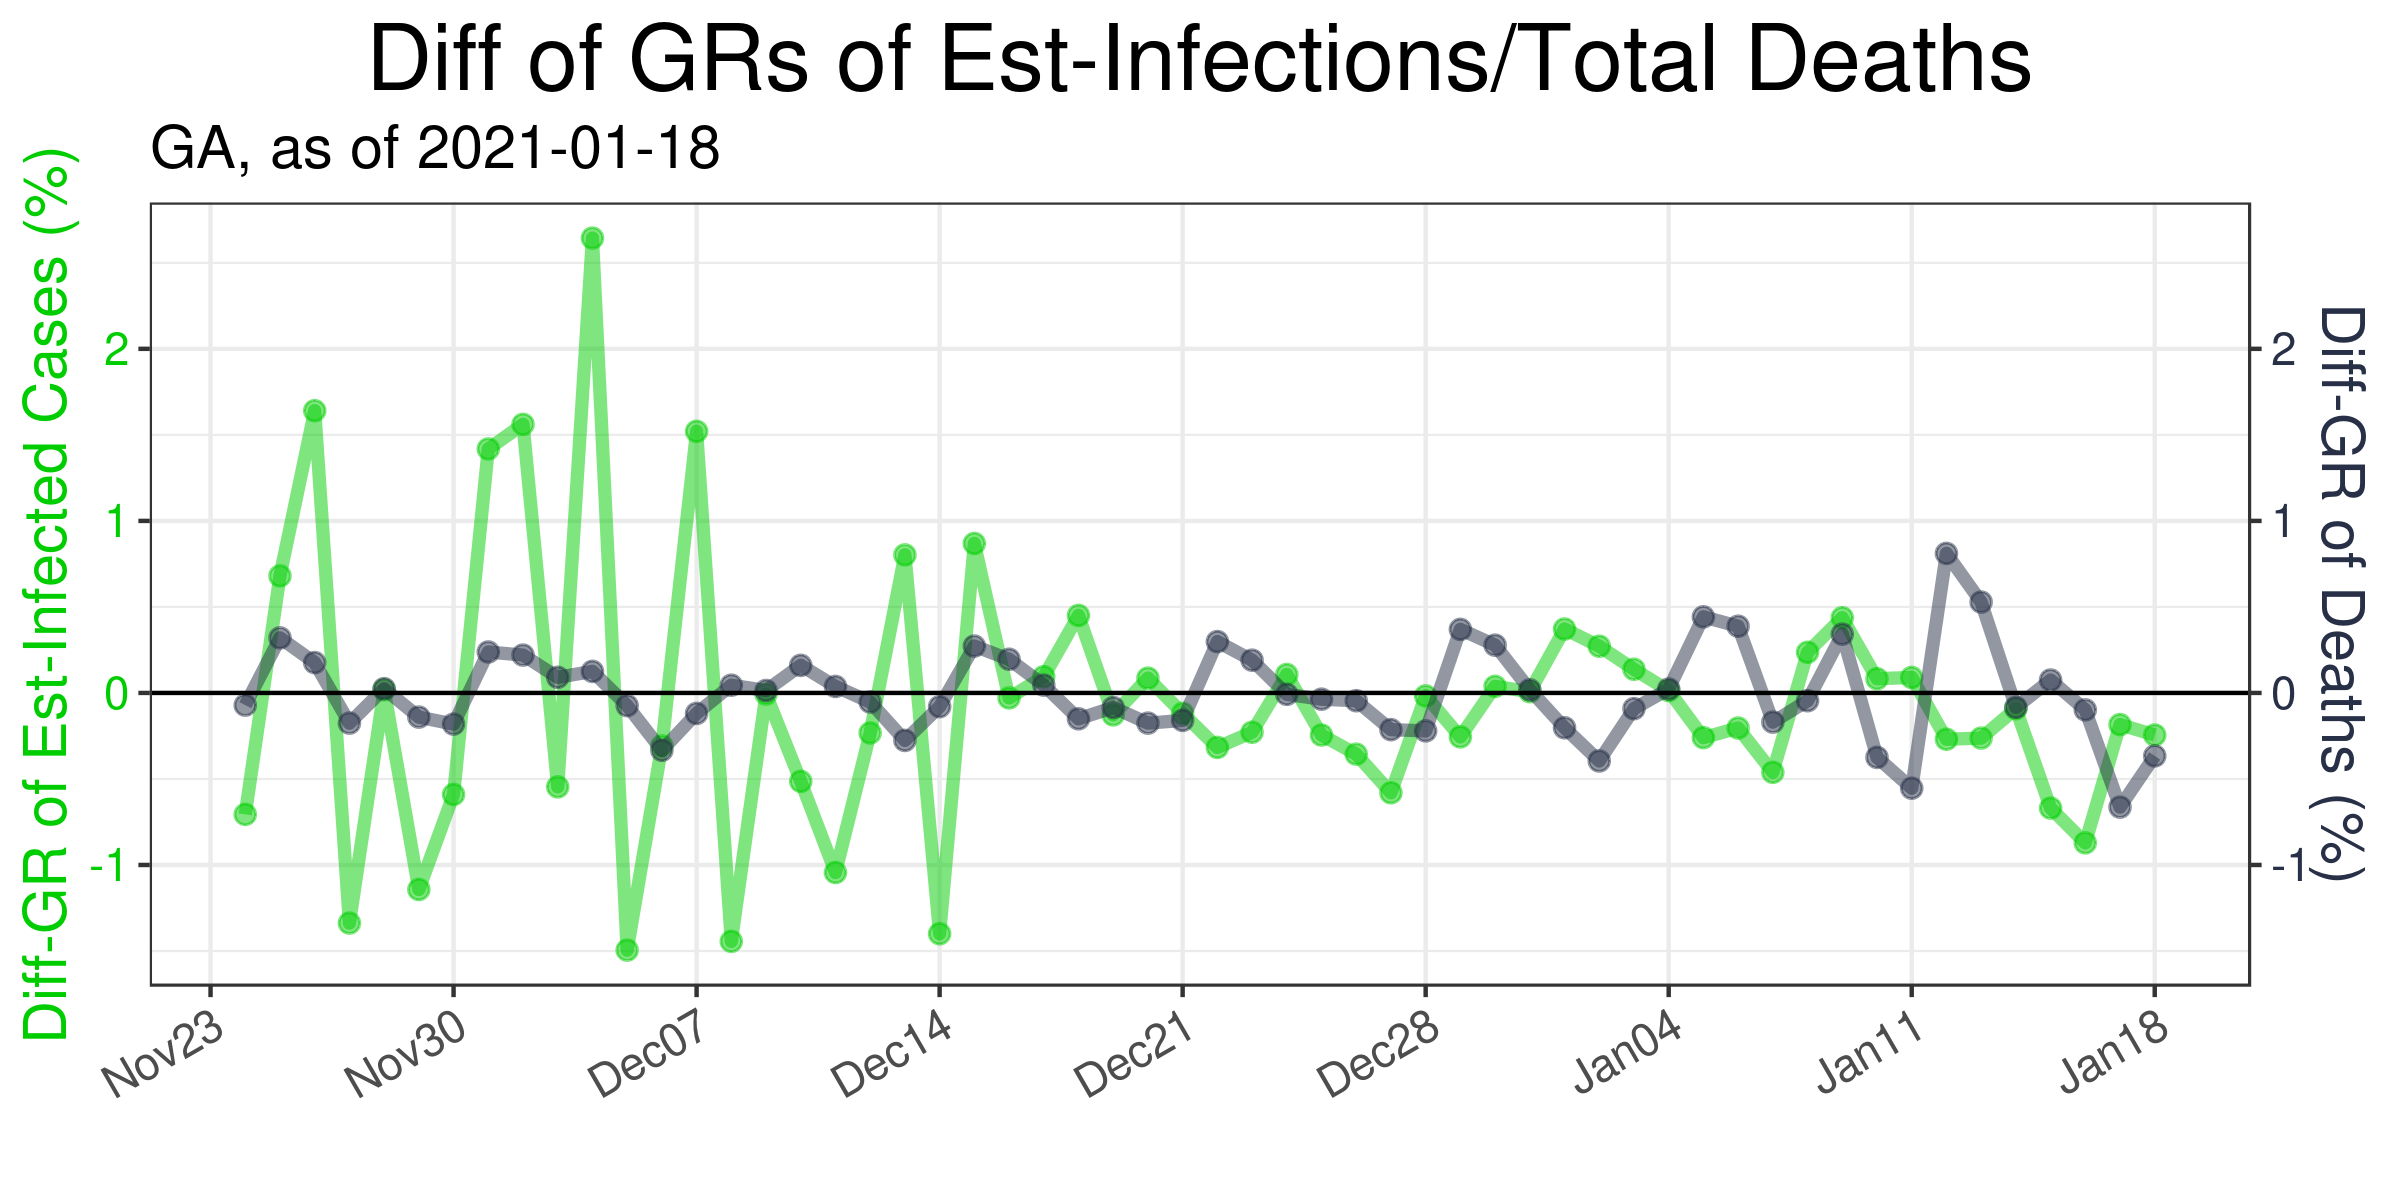 Diff of GRs of Est-Infections/Total Deaths
GA, as of 2021-01-18
Diff-GR of Est-Infected Cases (%)
2
1
0
-1
2
1
0
-1
Diff-GR of Deaths (%)
Nov23
Nov30
Dec07
Dec14
Dec21
Dec28
Jan04
Jan11
Jan18